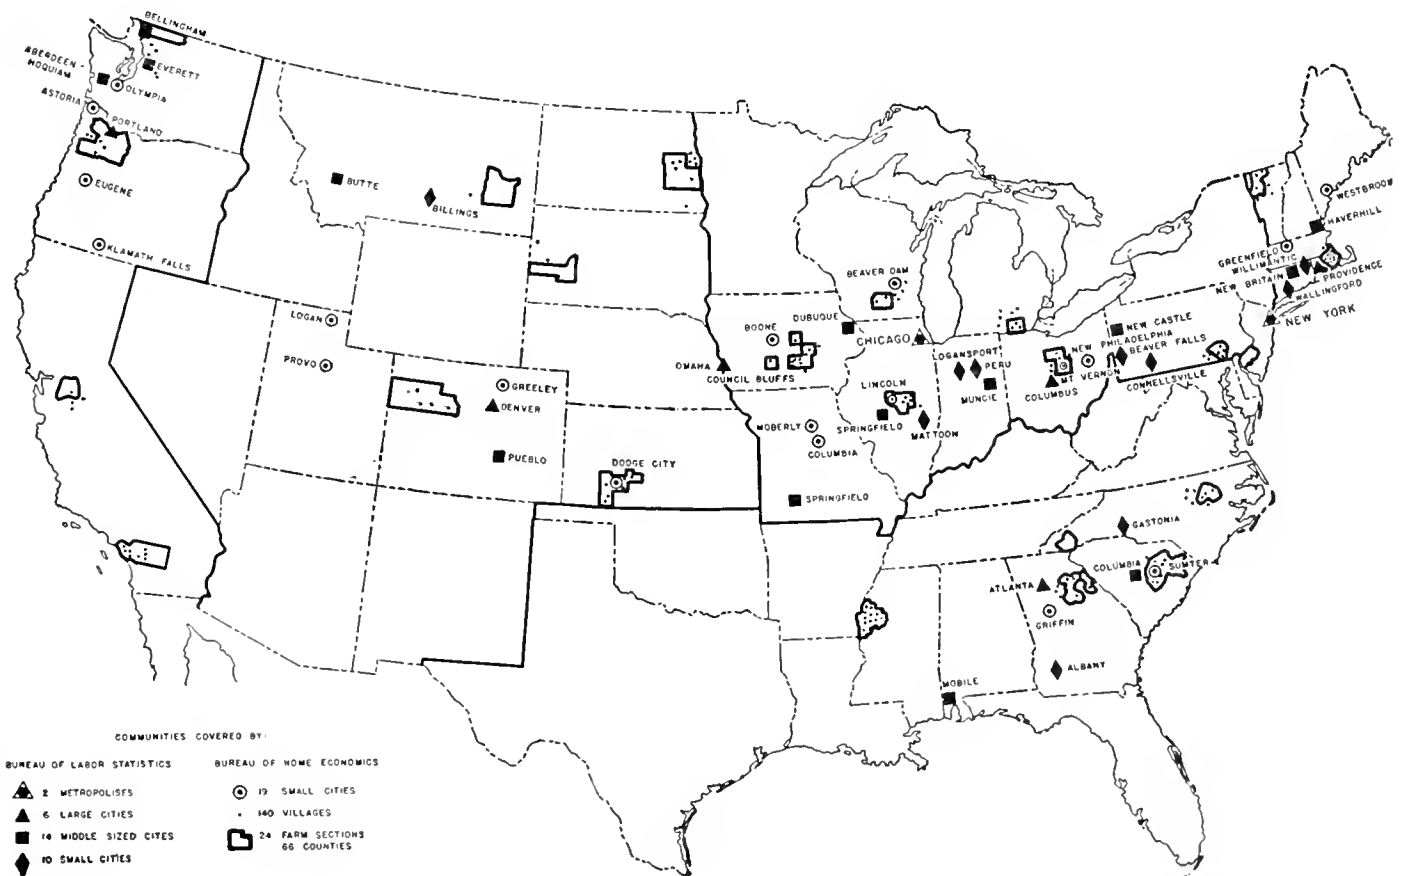 BELLINGHAM
ABERDEEN-
HOQUIAM
EVERETT
OLYMPIA
ASTORIA
PORTLAND
EUGENE
KLAMATH FALLS
BUTTE
BILLINGS
WESTBROOK
HAVERHILL
GREENFIELD
WILLIMANTIC
NEW BRITAIN
PROVIDENCE
WALLINGFORD
NEW YORK
BEAVER DAM
LOGAN
PROVO
DUBUQUE
BOONE
CHICAGO
OMAHA
COUNCIL BLUFFS
NEW CASTLE
NEW PHILADELPHIA
BEAVER FALLS
CONNELLSVILLE
LOGANSPORT
PERU
MUNCIE
MT VERNON
COLUMBUS
GREELEY
DENVER
PUEBLO
LINCOLN
SPRINGFIELD
MATTOON
MOBERLY
COLUMBIA
DODGE CITY
SPRINGFIELD
GASTONIA
COLUMBIA
SUMTER
ATLANTA
GRIFFIN
ALBANY
MOBILE
COMMUNITIES COVERED BY:
BUREAU OF LABOR STATISTICS
2 METROPOLISES
6 LARGE CITIES
14 MIDDLE SIZED CITES
10 SMALL CITIES
BUREAU OF HOME ECONOMICS
19 SMALL CITIES
140 VILLAGES
24 FARM SECTIONS
66 COUNTIES